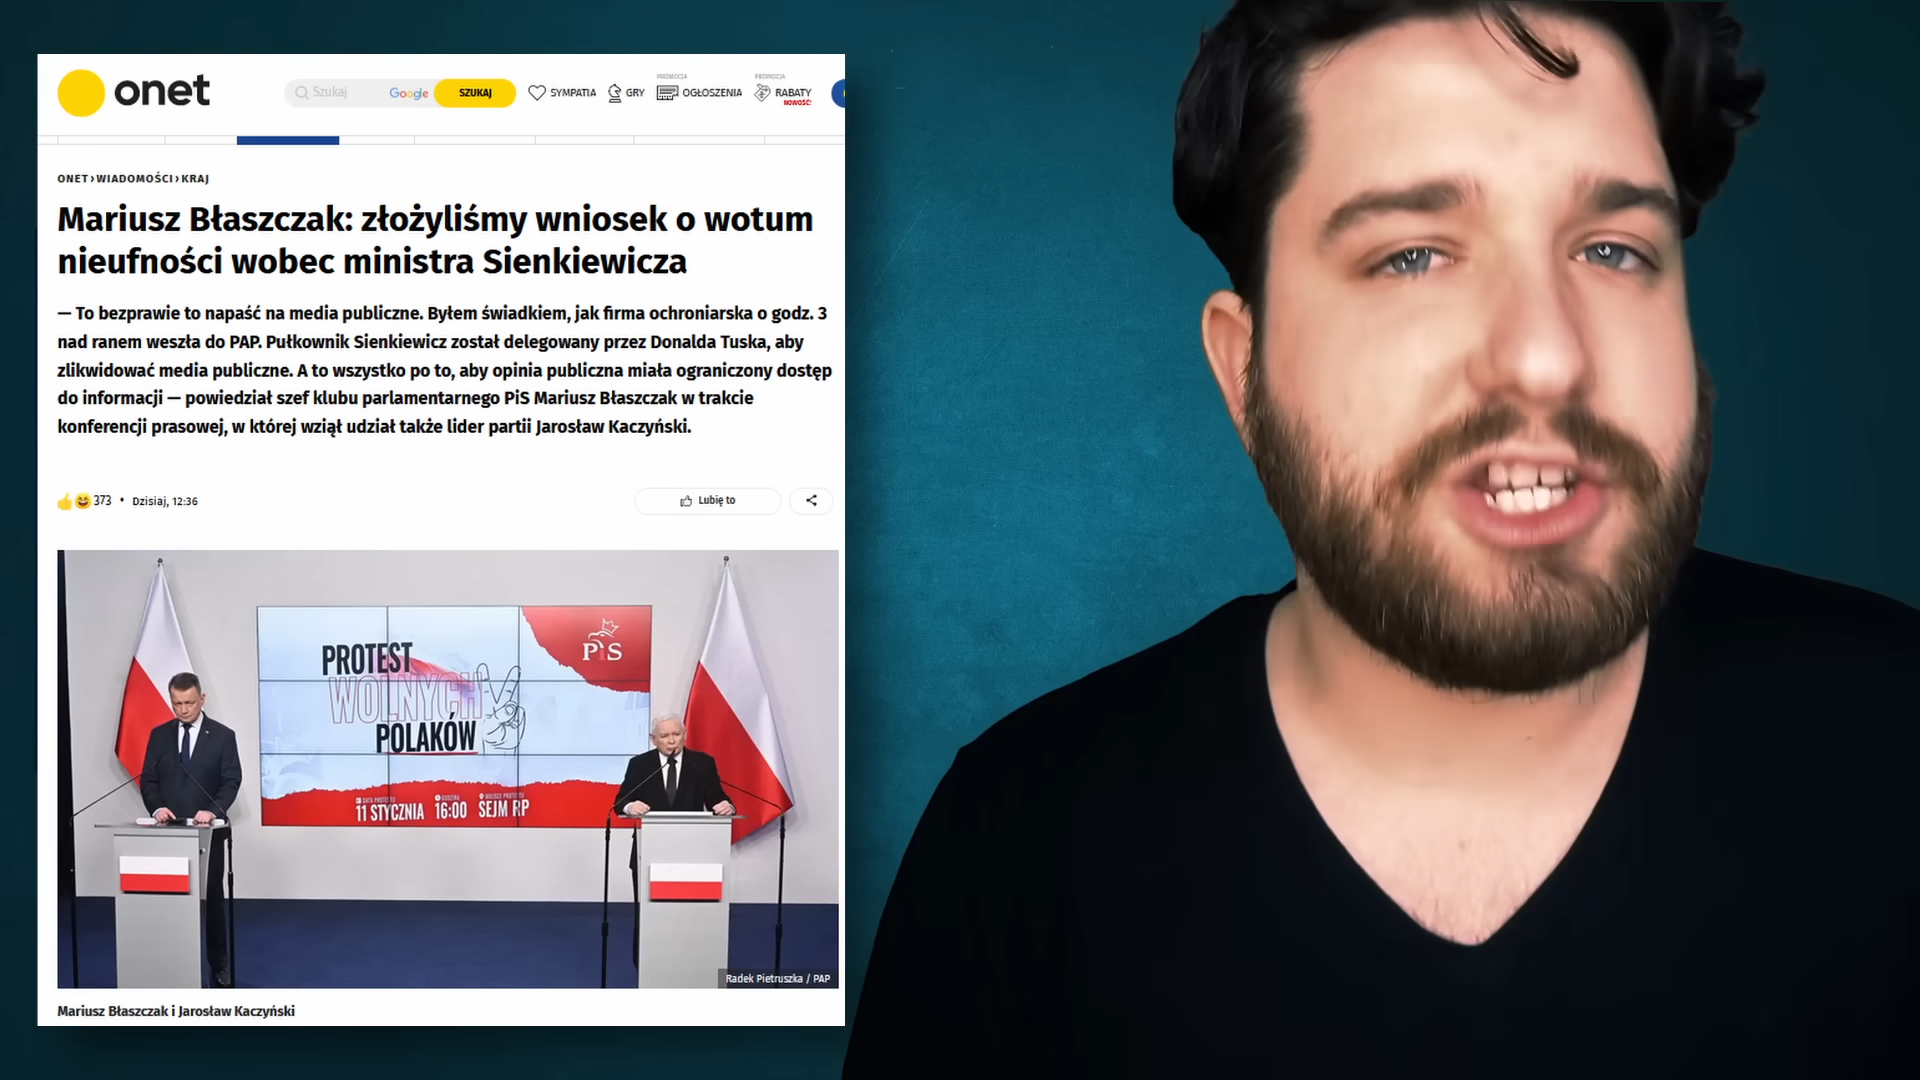 onet
Szukaj
Google
SZUKAJ
SYMPATIA
GRY
PROMOCJA
OGŁOSZENIA
PROMOCJA
RABATY
NOWOŚĆ!
ONET › WIADOMOŚCI › KRAJ
Mariusz Błaszczak: złożyliśmy wniosek o wotum
nieufności wobec ministra Sienkiewicza
— To bezprawie to napaść na media publiczne. Byłem świadkiem, jak firma ochroniarska o godz. 3
nad ranem weszła do PAP. Pułkownik Sienkiewicz został delegowany przez Donalda Tuska, aby
zlikwidować media publiczne. A to wszystko po to, aby opinia publiczna miała ograniczony dostęp
do informacji — powiedział szef klubu parlamentarnego PiS Mariusz Błaszczak w trakcie
konferencji prasowej, w której wziął udział także lider partii Jarosław Kaczyński.
373 • Dzisiaj, 12:36
Lubię to
PiS
PROTEST
WOLNYCH
POLAKÓW
DATA PROTESTU
GODZINA
MIEJSCE PROTESTU
11 STYCZNIA 16:00 SEJM RP
Radek Pietruszka / PAP
Mariusz Błaszczak i Jarosław Kaczyński